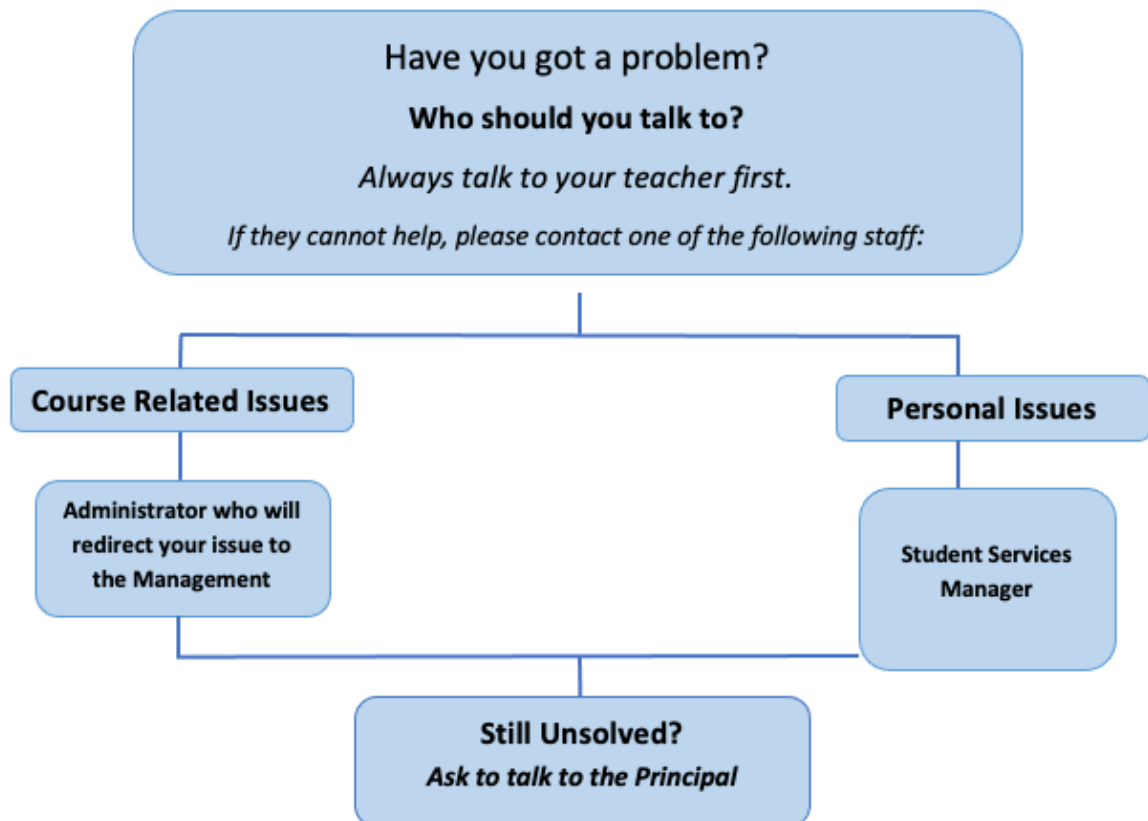 Have you got a problem?
Who should you talk to?
Always talk to your teacher first.
If they cannot help, please contact one of the following staff:
Course Related Issues
Personal Issues
Administrator who will
redirect your issue to
the Management
Student Services
Manager
Still Unsolved?
Ask to talk to the Principal